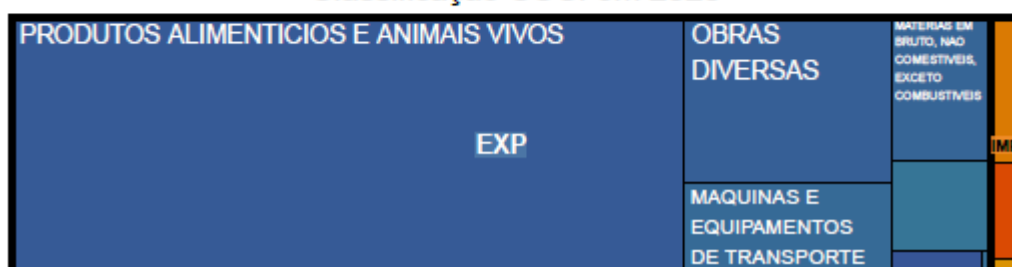 PRODUTOS ALIMENTICIOS E ANIMAIS VIVOS
EXP
OBRAS
DIVERSAS
MAQUINAS E
EQUIPAMENTOS
DE TRANSPORTE
MATERIAS EM
BRUTO, NAO
COMESTIVEIS,
EXCETO
COMBUSTIVEIS